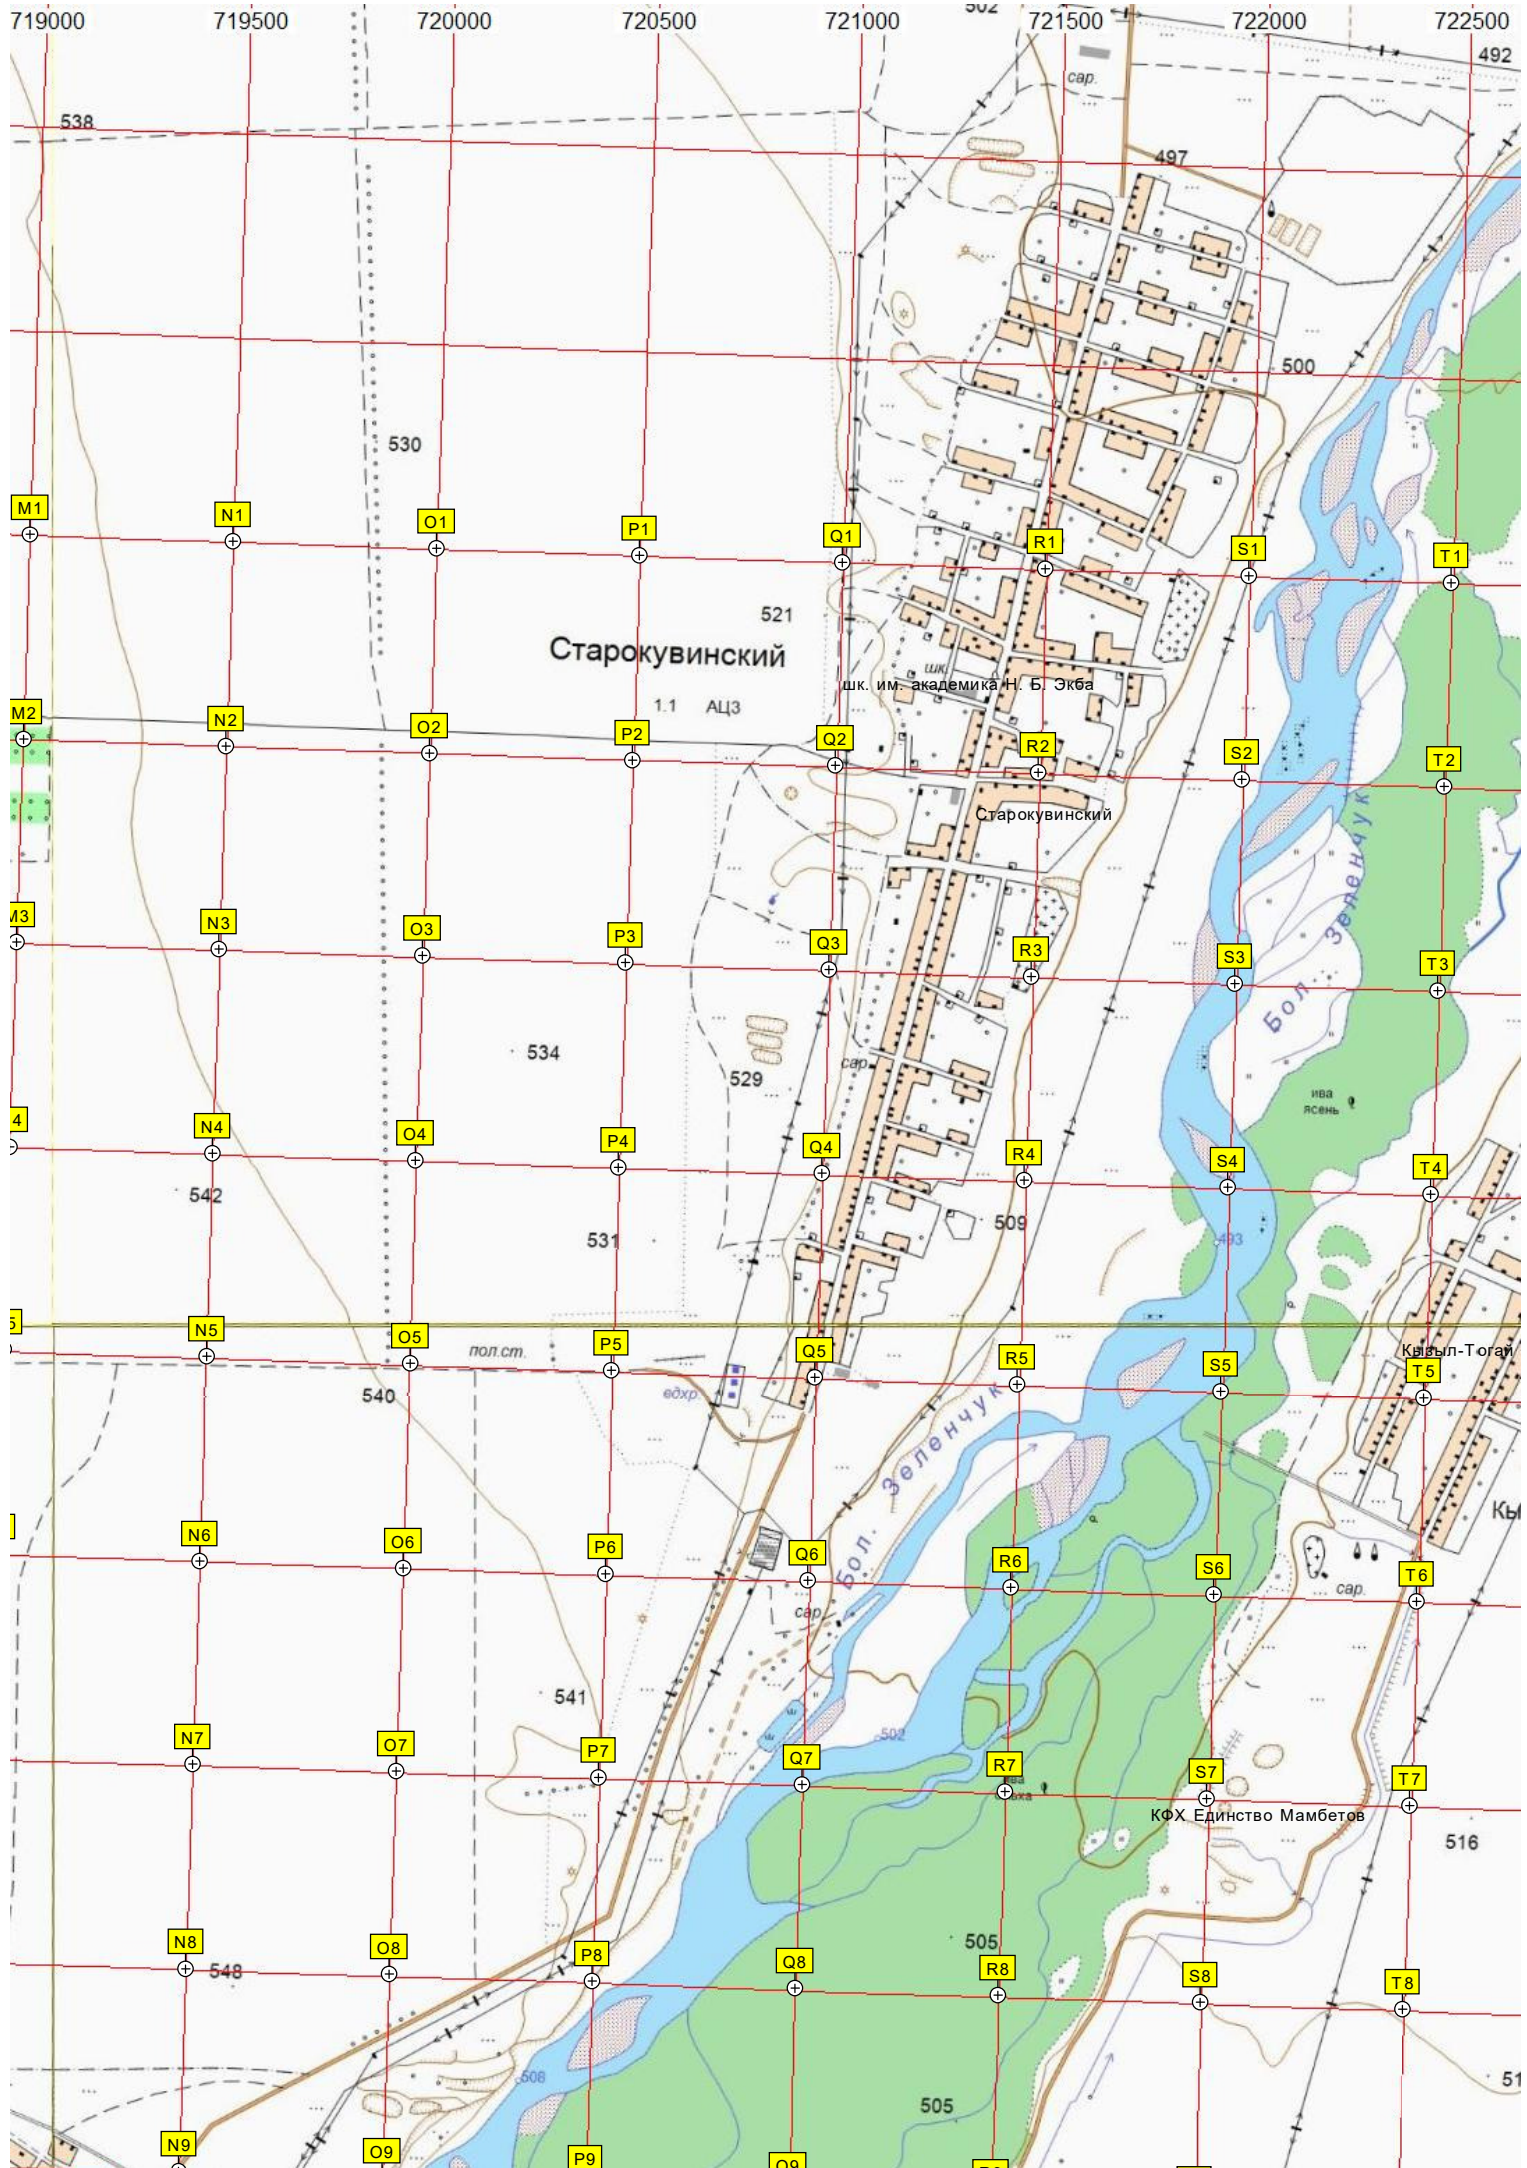 719000 719500 720000 720500 721000 721500 722000 722500
502
492
сар.
538
497
500
530
M1 N1 O1 P1 Q1 R1 S1 T1
521
Старокувинский
шк.
шк. им. академика Н. Б. Экба
1.1 АЦЗ
M2 N2 O2 P2 Q2 R2 S2 T2
Старокувинский
Бол. Зеленчук
M3 N3 O3 P3 Q3 R3 S3 T3
534
529
сар.
ива
ясень
4 N4 O4 P4 Q4 R4 S4 T4
542
531
509
493
5 N5 O5 P5 Q5 R5 S5 T5
пол.ст.
Кызыл-Тогай
540
вдхр.
Бол. Зеленчук
Кы
N6 O6 P6 Q6 R6 S6 T6
сар.
сар.
541
502
N7 O7 P7 Q7 R7 S7 T7
КФХ Единство Мамбетов
516
505
N8 O8 P8 Q8 R8 S8 T8
548
508
51
505
N9 O9 P9 Q9